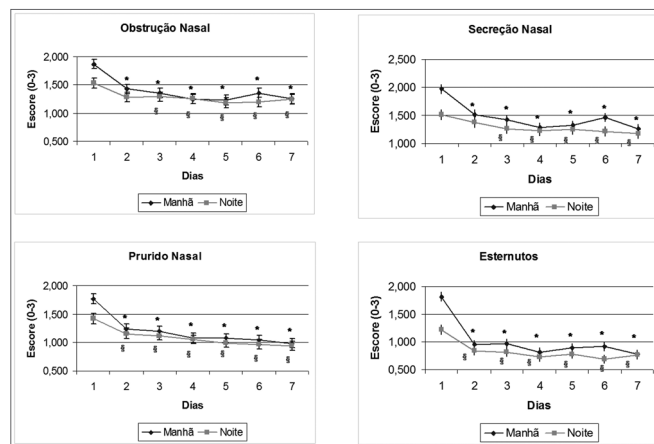 Obstrução Nasal
Escore (0-3)
2,000
1,500
1,000
0,500
* * * * * *
§ § § § §
1 2 3 4 5 6 7
Dias
Manhã Noite
Secreção Nasal
Escore (0-3)
2,500
2,000
1,500
1,000
* * * * * *
§ § § § §
1 2 3 4 5 6 7
Dias
Manhã Noite
Prurido Nasal
Escore (0-3)
2,000
1,500
1,000
0,500
* * * * * *
§ § § § § §
1 2 3 4 5 6 7
Dias
Manhã Noite
Esternutos
Escore (0-3)
2,000
1,500
1,000
0,500
* * * * * *
§ § § § § §
1 2 3 4 5 6 7
Dias
Manhã Noite